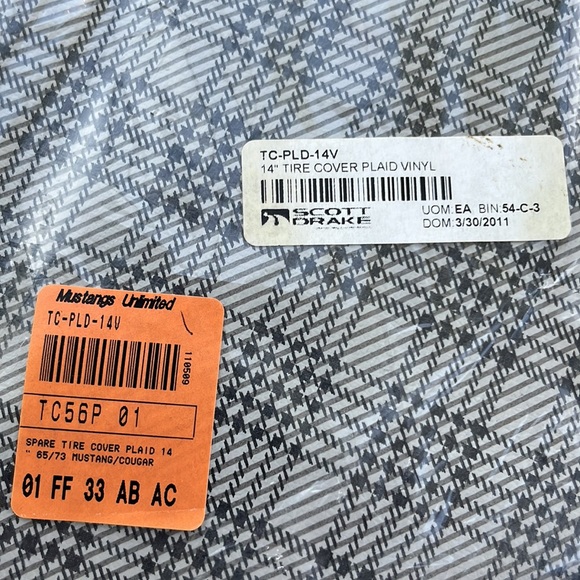 TC-PLD-14V
14" TIRE COVER PLAID VINYL
SCOTT DRAKE
UOM:EA BIN:54-C-3
DOM:3/30/2011
Mustangs Unlimited
TC-PLD-14V
110509
TC56P 01
SPARE TIRE COVER PLAID 14
" 65/73 MUSTANG/COUGAR
01 FF 33 AB AC